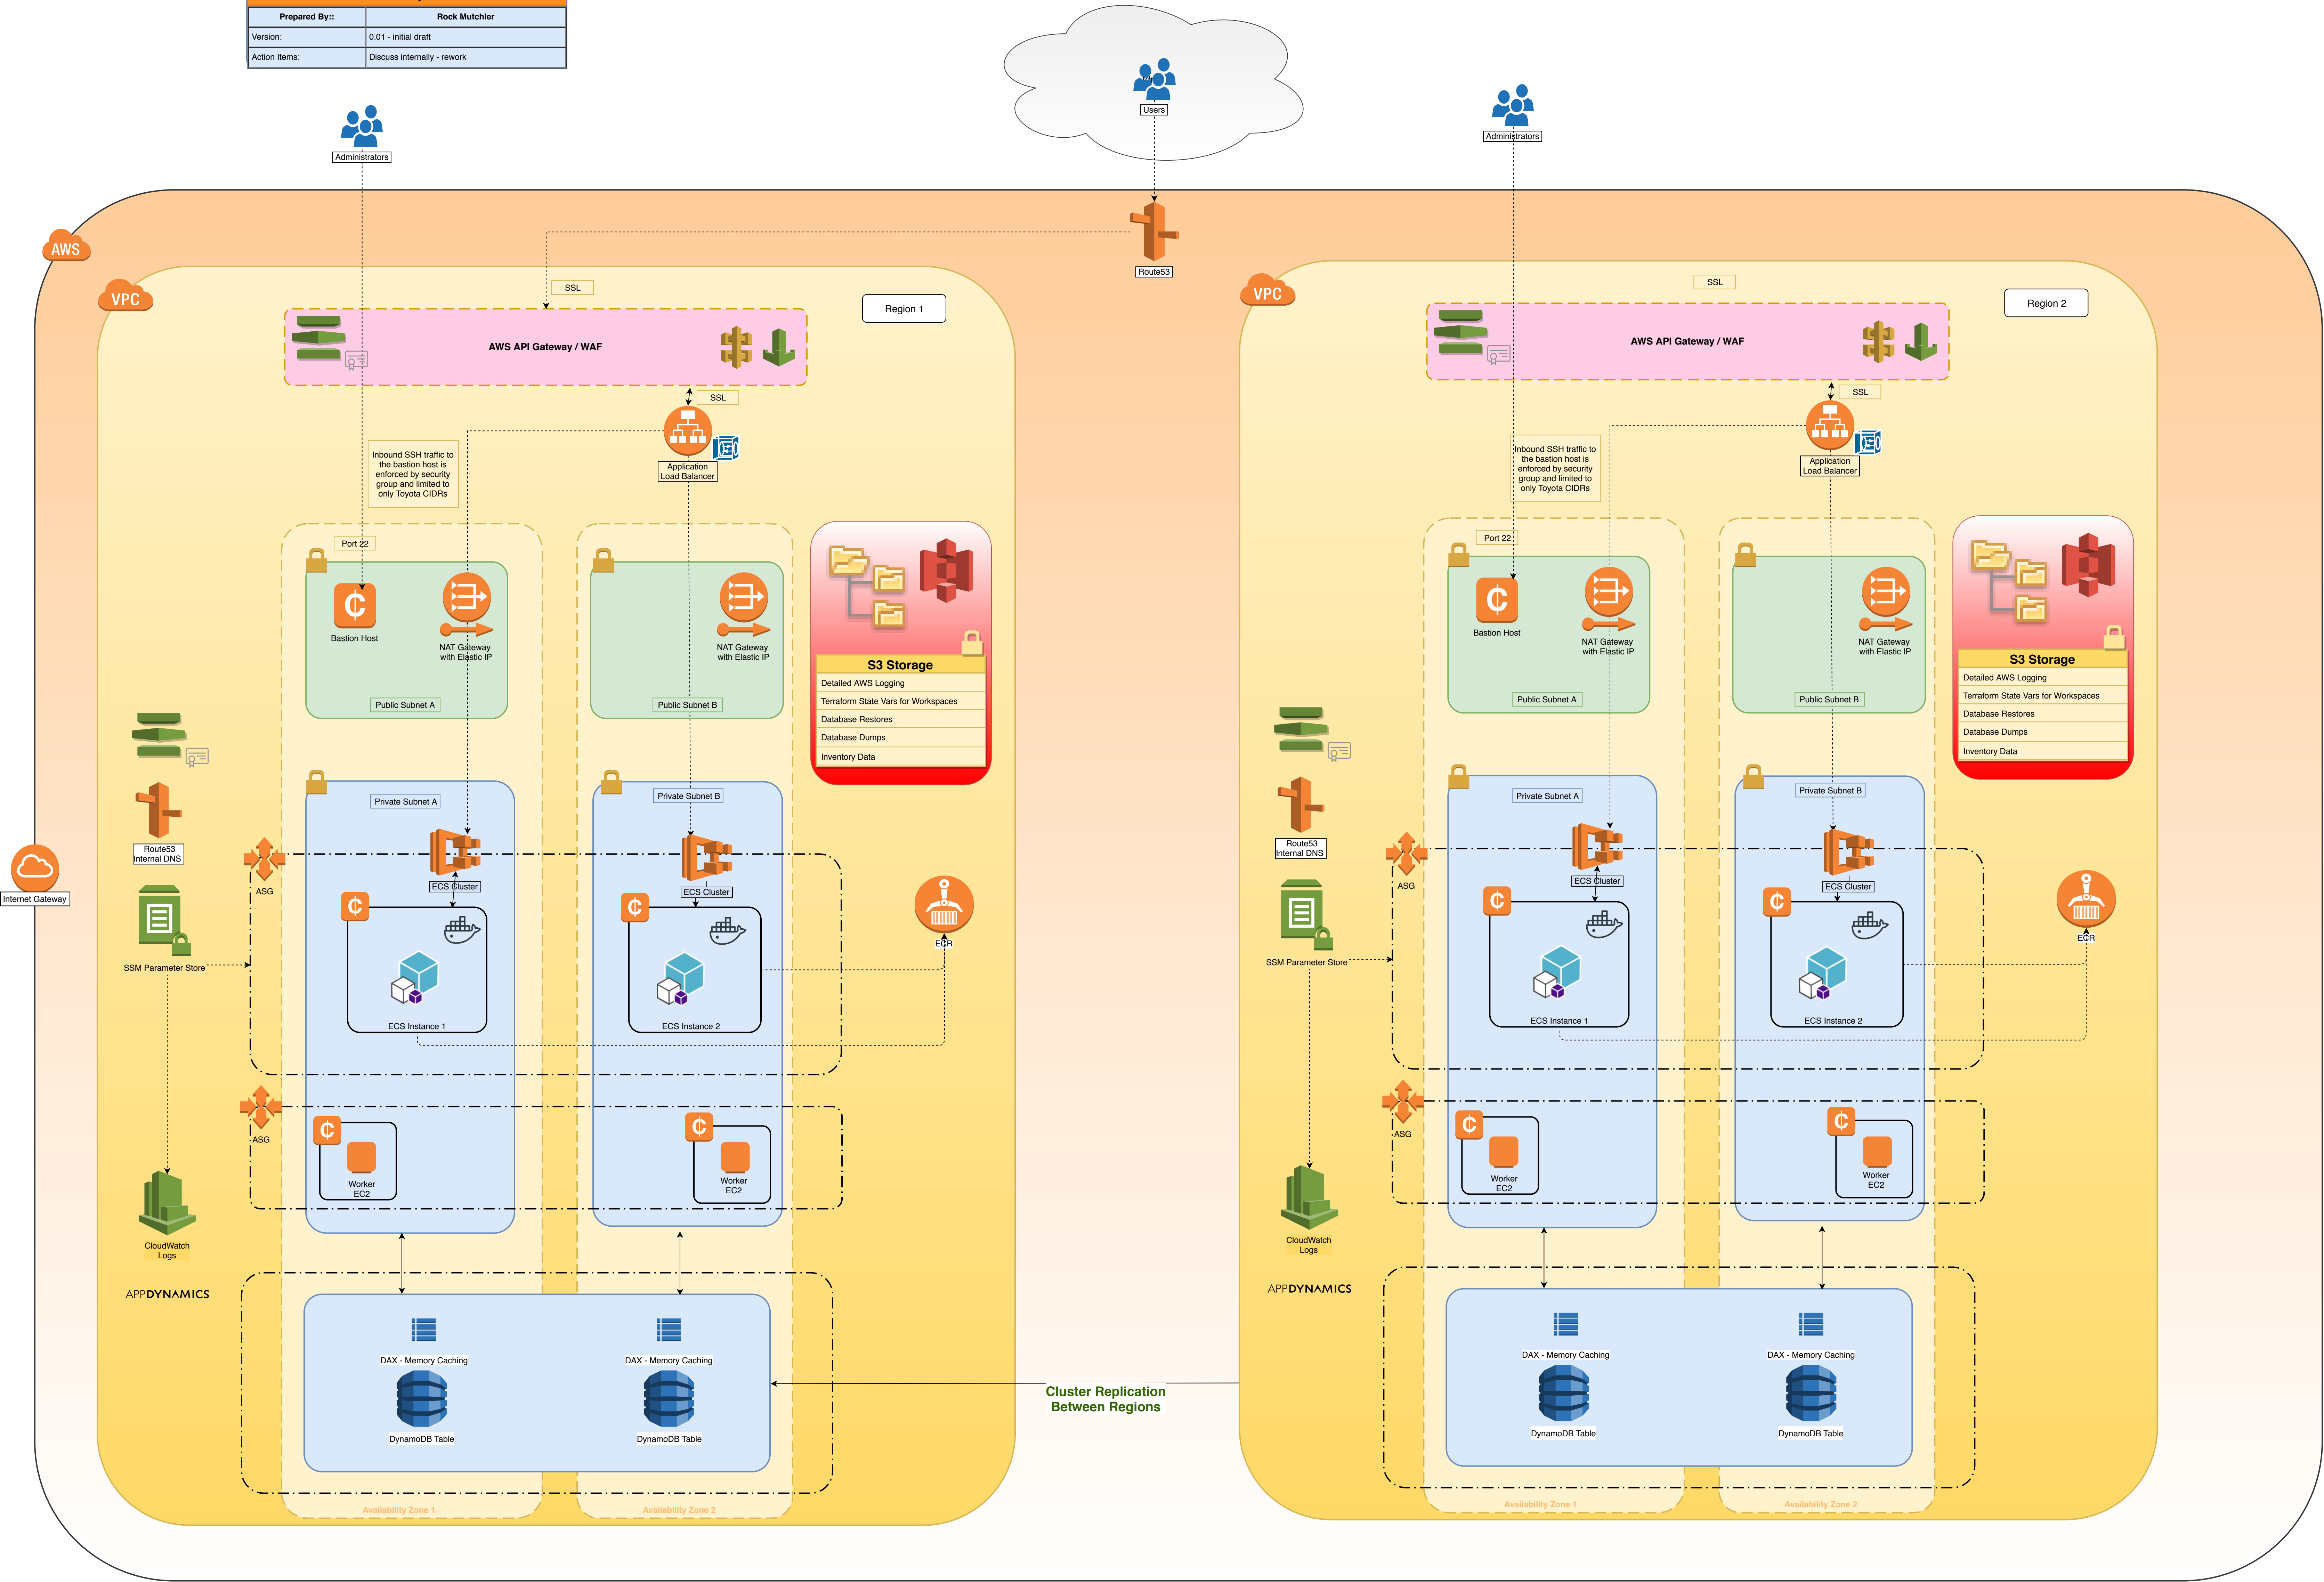 Prepared By::
Rock Mutchler
Version:
0.01 - initial draft
Action Items:
Discuss internally - rework
Users
Administrators
Administrators
AWS
Route53
VPC
SSL
Region 1
AWS API Gateway / WAF
SSL
Inbound SSH traffic to
the bastion host is
enforced by security
group and limited to
only Toyota CIDRs
Application
Load Balancer
Port 22
Bastion Host
NAT Gateway
with Elastic IP
Public Subnet A
NAT Gateway
with Elastic IP
Public Subnet B
S3 Storage
Detailed AWS Logging
Terraform State Vars for Workspaces
Database Restores
Database Dumps
Inventory Data
Private Subnet A
Private Subnet B
Route53
Internal DNS
Internet Gateway
ASG
ECS Cluster
ECS Cluster
ECR
SSM Parameter Store
ECS Instance 1
ECS Instance 2
ASG
Worker
EC2
Worker
EC2
CloudWatch
Logs
APPDYNAMICS
DAX - Memory Caching
DAX - Memory Caching
DynamoDB Table
DynamoDB Table
Availability Zone 1
Availability Zone 2
Cluster Replication
Between Regions
VPC
SSL
Region 2
AWS API Gateway / WAF
SSL
Inbound SSH traffic to
the bastion host is
enforced by security
group and limited to
only Toyota CIDRs
Application
Load Balancer
Port 22
Bastion Host
NAT Gateway
with Elastic IP
Public Subnet A
NAT Gateway
with Elastic IP
Public Subnet B
S3 Storage
Detailed AWS Logging
Terraform State Vars for Workspaces
Database Restores
Database Dumps
Inventory Data
Private Subnet A
Private Subnet B
Route53
Internal DNS
ASG
ECS Cluster
ECS Cluster
ECR
SSM Parameter Store
ECS Instance 1
ECS Instance 2
ASG
Worker
EC2
Worker
EC2
CloudWatch
Logs
APPDYNAMICS
DAX - Memory Caching
DAX - Memory Caching
DynamoDB Table
DynamoDB Table
Availability Zone 1
Availability Zone 2